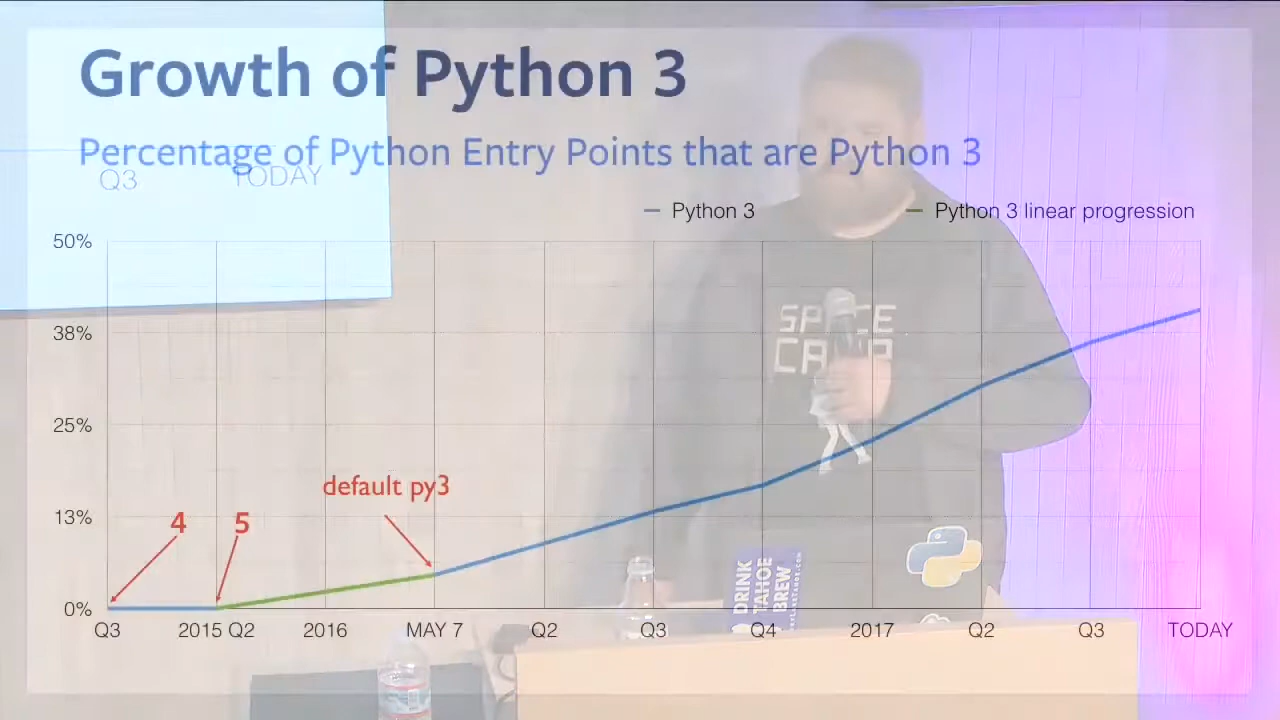 Growth of Python 3
Percentage of Python Entry Points that are Python 3
Q3 TODAY
Python 3 Python 3 linear progression
50%
38%
25%
13%
0%
default py3
4 5
Q3 2015 Q2 2016 MAY 7 Q2 Q3 Q4 2017 Q2 Q3 TODAY
SPACE
CAMP
DRINK
TAHOE
BREW